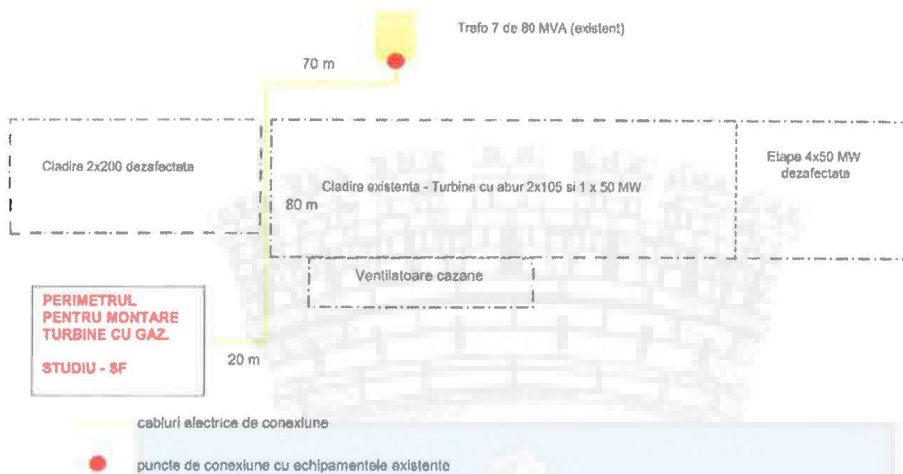 Trafo 7 de 80 MVA (existent)
70 m
Cladire 2x200 dezafectata
Cladire existenta - Turbine cu abur 2x105 si 1 x 50 MW
Etapa 4x50 MW
dezafectata
80 m
Ventilatoare cazane
PERIMETRUL
PENTRU MONTARE
TURBINE CU GAZ.
STUDIU - SF
20 m
cabluri electrice de conexiune
puncte de conexiune cu echipamentele existente